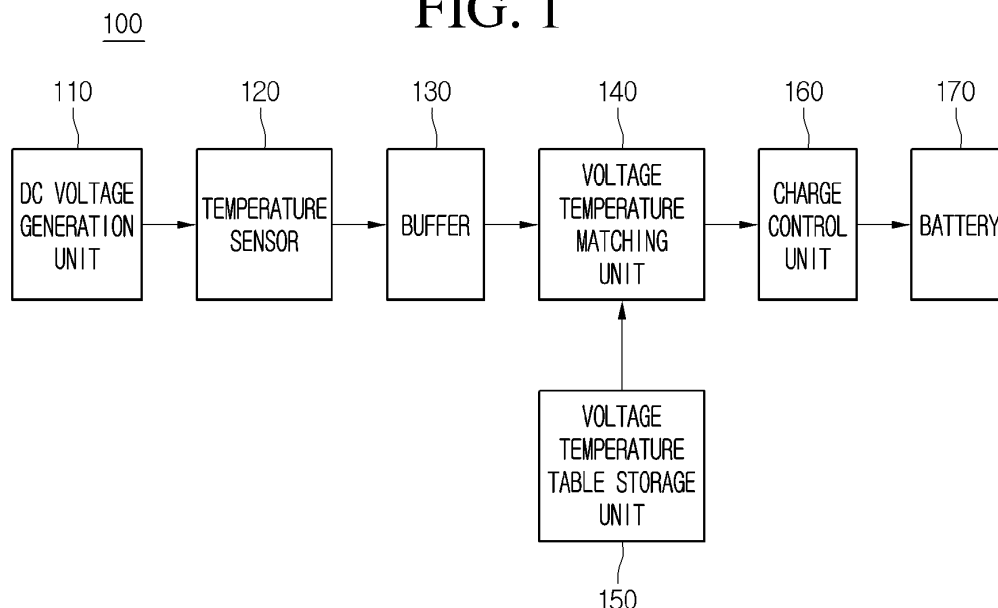 FIG. 1
100
110
120
130
140
160
170
DC VOLTAGE
GENERATION
UNIT
TEMPERATURE
SENSOR
BUFFER
VOLTAGE
TEMPERATURE
MATCHING
UNIT
CHARGE
CONTROL
UNIT
BATTERY
VOLTAGE
TEMPERATURE
TABLE STORAGE
UNIT
150